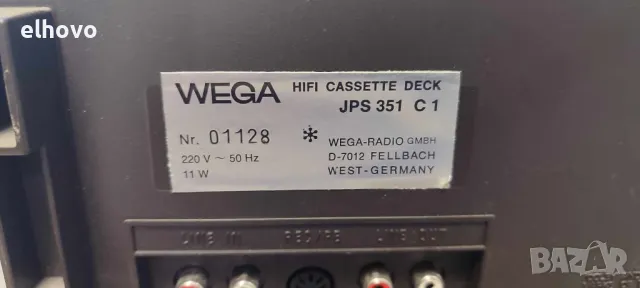 elhovo
WEGA HIFI CASSETTE DECK
JPS 351 C 1
Nr. 01128 * WEGA-RADIO GMBH
220 V ~ 50 Hz D-7012 FELLBACH
11 W WEST-GERMANY
LINE IN REC/PB LINE OUT
BAZAR